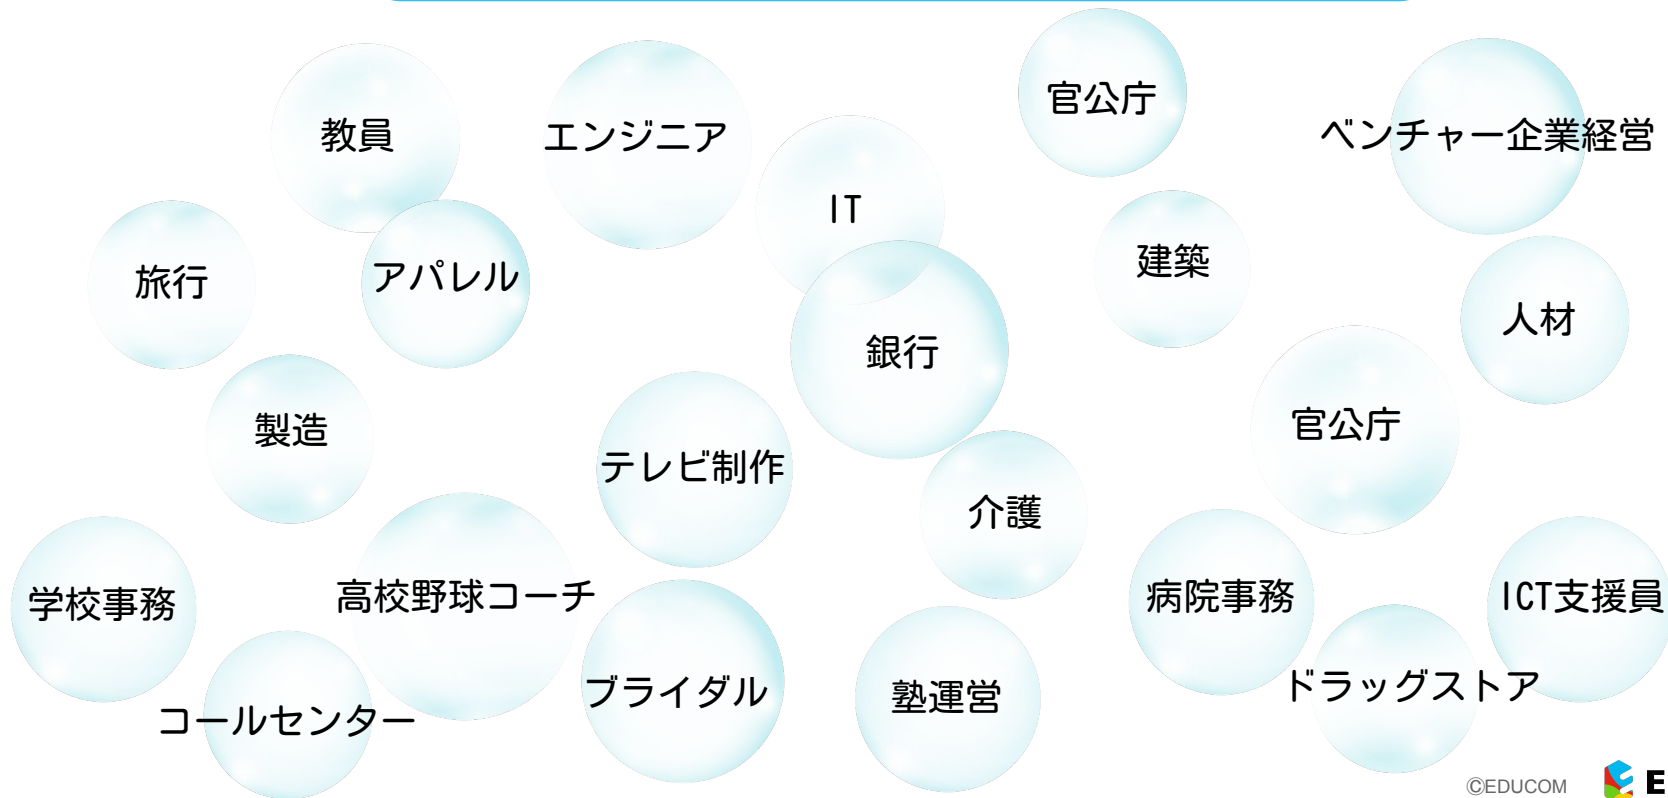 官公庁
教員
エンジニア
ベンチャー企業経営
IT
建築
旅行
アパレル
人材
銀行
官公庁
製造
テレビ制作
介護
高校野球コーチ
病院事務
ICT支援員
学校事務
ドラッグストア
ブライダル
塾運営
コールセンター
©EDUCOM
E